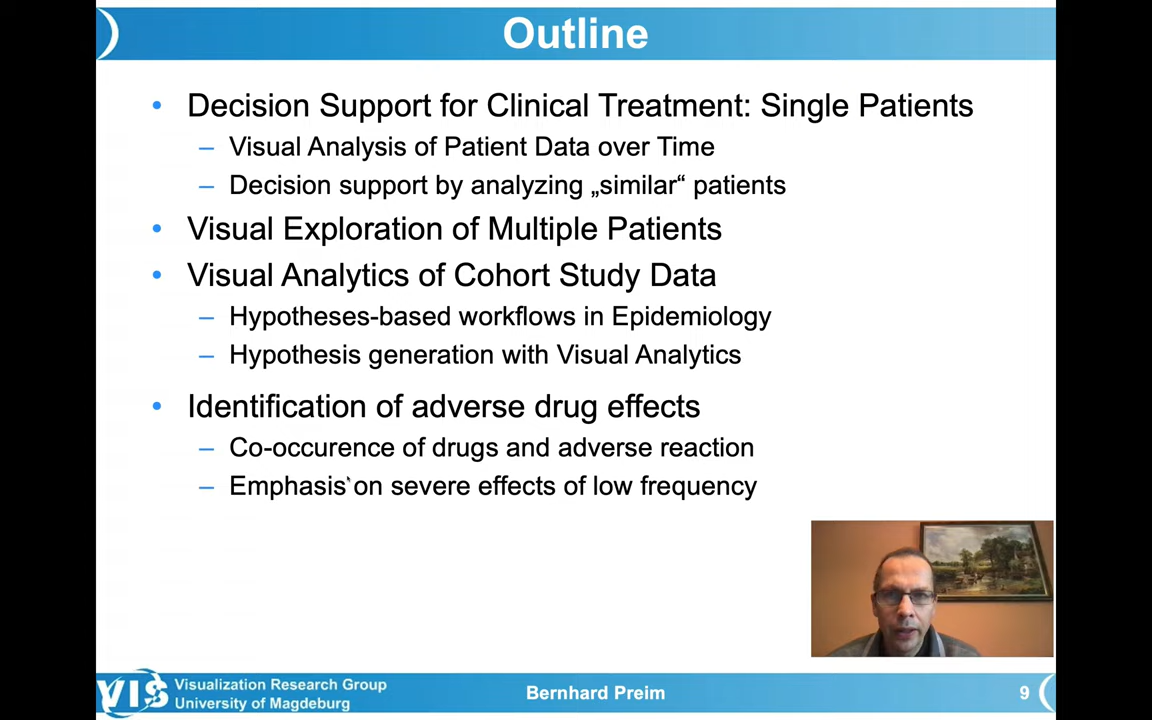 Outline
• Decision Support for Clinical Treatment: Single Patients
– Visual Analysis of Patient Data over Time
– Decision support by analyzing „similar“ patients
• Visual Exploration of Multiple Patients
• Visual Analytics of Cohort Study Data
– Hypotheses-based workflows in Epidemiology
– Hypothesis generation with Visual Analytics
• Identification of adverse drug effects
– Co-occurence of drugs and adverse reaction
– Emphasis on severe effects of low frequency
VIS
Visualization Research Group
University of Magdeburg
Bernhard Preim
9